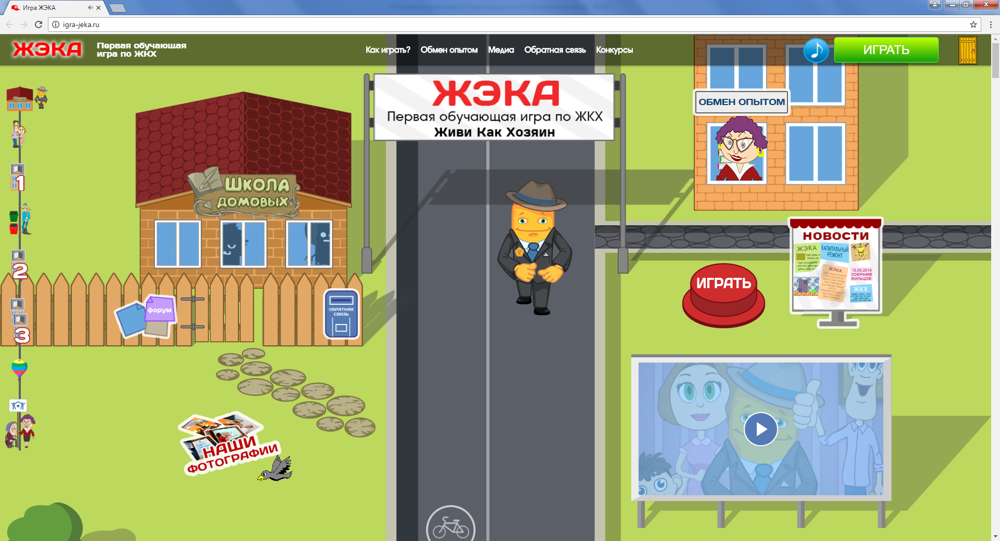 Игра ЖЭКА
igra-jeka.ru
ЖЭКА
Первая обучающая
игра по ЖКХ
Как играть?
Обмен опытом
Медиа
Обратная связь
Конкурсы
ИГРАТЬ
ЖЭКА
Первая обучающая игра по ЖКХ
Живи Как Хозяин
ОБМЕН ОПЫТОМ
ШКОЛА
ДОМОВЫХ
1
2
3
форум
ОБРАТНАЯ
СВЯЗЬ
ИГРАТЬ
НОВОСТИ
ЖЭКА
КАПИТАЛЬНЫЙ
РЕМОНТ
ЖЭКА
10,08,2016
СОБРАНИЕ
ЖИЛЬЦОВ!
ЖКХ
НАШИ
ФОТОГРАФИИ